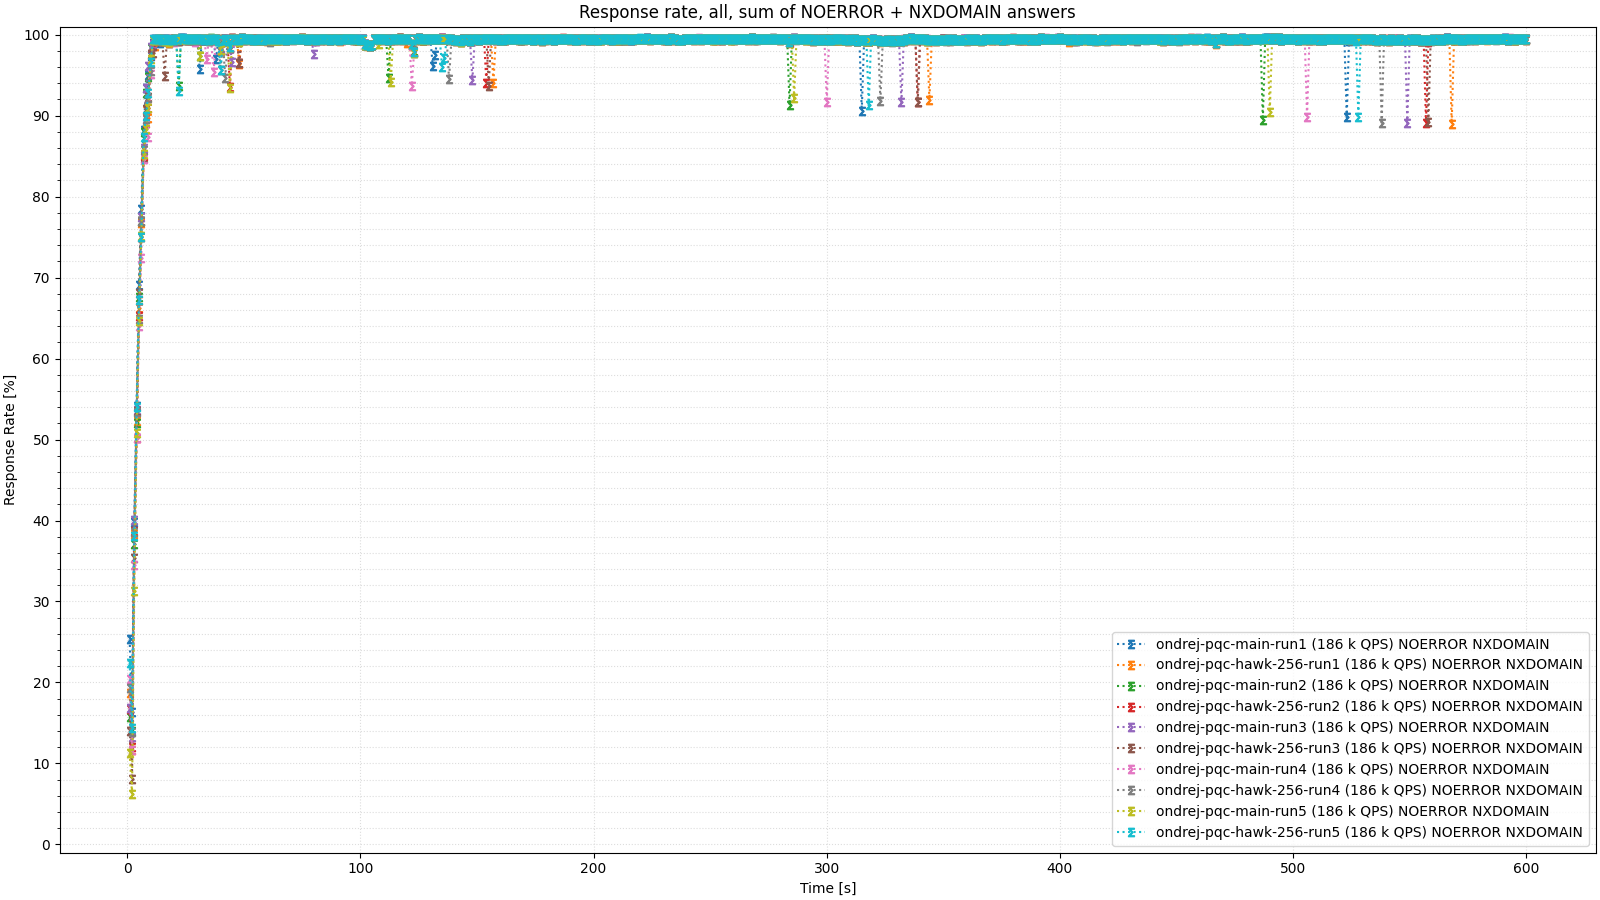 Response rate, all, sum of NOERROR + NXDOMAIN answers
100
90
80
70
60
50
40
30
20
10
0
Response Rate [%]
ondrej-pqc-main-run1 (186 k QPS) NOERROR NXDOMAIN
ondrej-pqc-hawk-256-run1 (186 k QPS) NOERROR NXDOMAIN
ondrej-pqc-main-run2 (186 k QPS) NOERROR NXDOMAIN
ondrej-pqc-hawk-256-run2 (186 k QPS) NOERROR NXDOMAIN
ondrej-pqc-main-run3 (186 k QPS) NOERROR NXDOMAIN
ondrej-pqc-hawk-256-run3 (186 k QPS) NOERROR NXDOMAIN
ondrej-pqc-main-run4 (186 k QPS) NOERROR NXDOMAIN
ondrej-pqc-hawk-256-run4 (186 k QPS) NOERROR NXDOMAIN
ondrej-pqc-main-run5 (186 k QPS) NOERROR NXDOMAIN
ondrej-pqc-hawk-256-run5 (186 k QPS) NOERROR NXDOMAIN
0 100 200 300 400 500 600
Time [s]